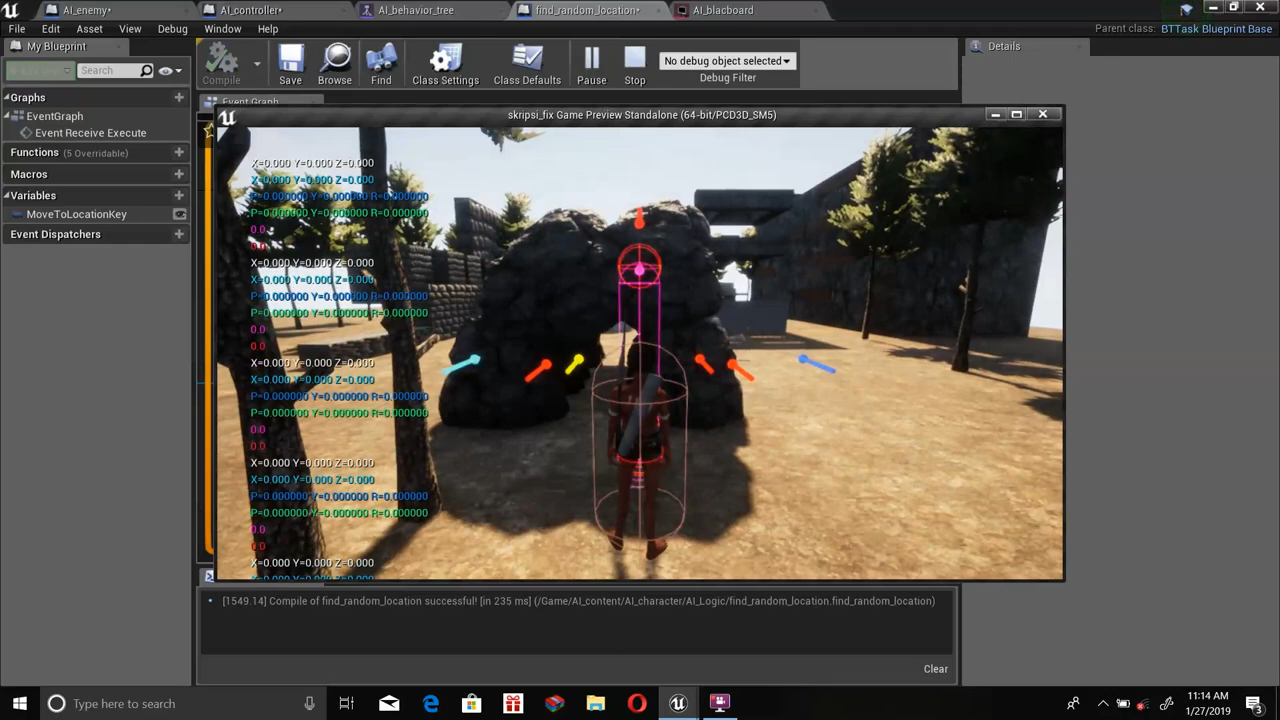 AI_enemy*
AI_controller*
AI_behavior_tree
find_random_location*
AI_blacboard
File
Edit
Asset
View
Debug
Window
Help
Parent class:
BTTask Blueprint Base
My Blueprint
Search
Compile
Save
Browse
Find
Class Settings
Class Defaults
Pause
Stop
No debug object selected
Debug Filter
Details
Graphs
EventGraph
Event Receive Execute
Functions (5 Overridable)
Macros
Variables
MoveToLocationKey
Event Dispatchers
Event Graph
skripsi_fix Game Preview Standalone (64-bit/PCD3D_SM5)
X=0.000 Y=0.000 Z=0.000
X=0.000 Y=0.000 Z=0.000
P=0.000000 Y=0.000000 R=0.000000
P=0.000000 Y=0.000000 R=0.000000
0.0
0.0
X=0.000 Y=0.000 Z=0.000
X=0.000 Y=0.000 Z=0.000
P=0.000000 Y=0.000000 R=0.000000
P=0.000000 Y=0.000000 R=0.000000
0.0
0.0
X=0.000 Y=0.000 Z=0.000
X=0.000 Y=0.000 Z=0.000
P=0.000000 Y=0.000000 R=0.000000
P=0.000000 Y=0.000000 R=0.000000
0.0
0.0
X=0.000 Y=0.000 Z=0.000
X=0.000 Y=0.000 Z=0.000
P=0.000000 Y=0.000000 R=0.000000
P=0.000000 Y=0.000000 R=0.000000
0.0
0.0
X=0.000 Y=0.000 Z=0.000
X=0.000 Y=0.000 Z=0.000
[1549.14] Compile of find_random_location successful! [in 235 ms] (/Game/AI_content/AI_character/AI_Logic/find_random_location.find_random_location)
Clear
Type here to search
11:14 AM
1/27/2019
3